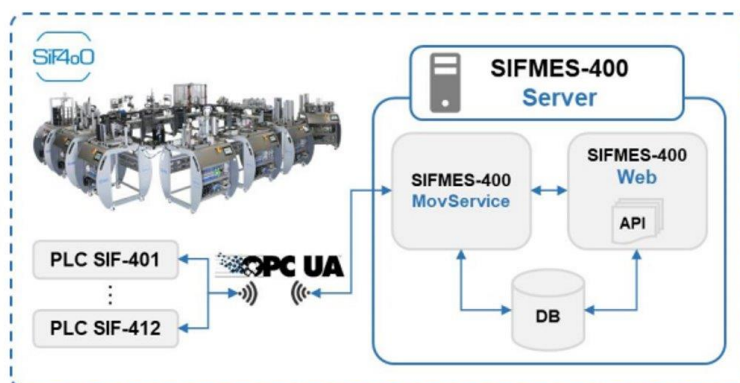 SiF4oO
SIFMES-400
Server
SIFMES-400
MovService
SIFMES-400
Web
API
DB
OPC UA
PLC SIF-401
PLC SIF-412